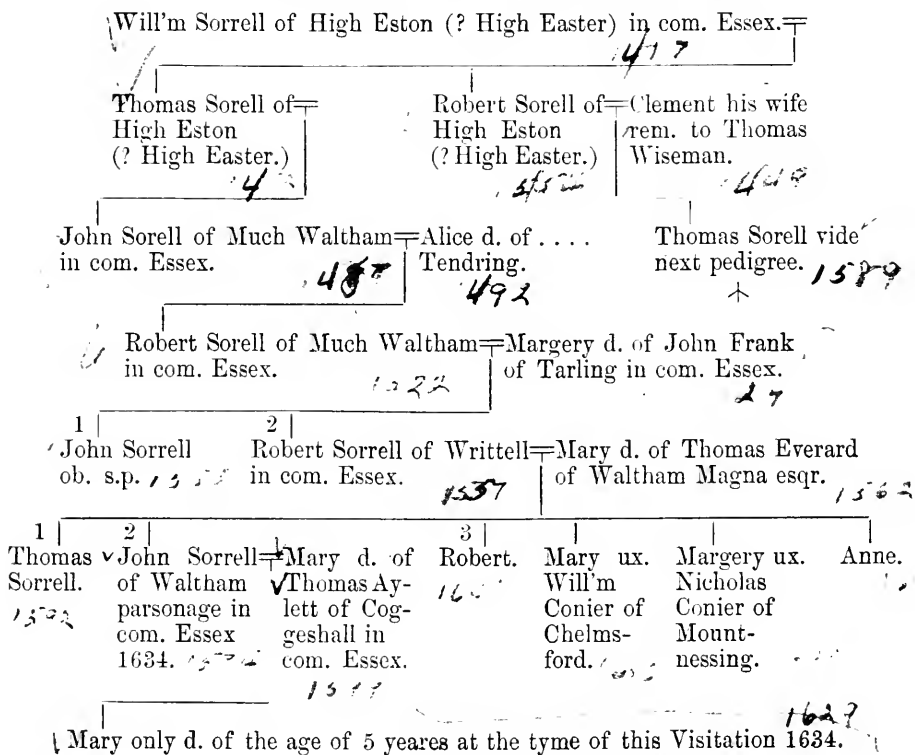 Will'm Sorrell of High Eston (? High Easter) in com. Essex.
Thomas Sorell of
High Eston
(? High Easter.)
Robert Sorell of
High Eston
(? High Easter.)
Clement his wife
rem. to Thomas
Wiseman.
John Sorell of Much Waltham
in com. Essex.
Alice d. of . . . .
Tendring.
492
Thomas Sorell vide
next pedigree.
1589
Robert Sorell of Much Waltham
in com. Essex.
Margery d. of John Frank
of Tarling in com. Essex.
27
1
John Sorrell
ob. s.p.
2
Robert Sorrell of Writtell
in com. Essex.
1537
Mary d. of Thomas Everard
of Waltham Magna esqr.
1562
1
Thomas
Sorrell.
1592
2
John Sorrell
of Waltham
parsonage in
com. Essex
1634.
Mary d. of
Thomas Ay-
lett of Cog-
geshall in
com. Essex.
3
Robert.
Mary ux.
Will'm
Conier of
Chelms-
ford.
Margery ux.
Nicholas
Conier of
Mount-
nessing.
Anne.
1629
Mary only d. of the age of 5 yeares at the tyme of this Visitation 1634.